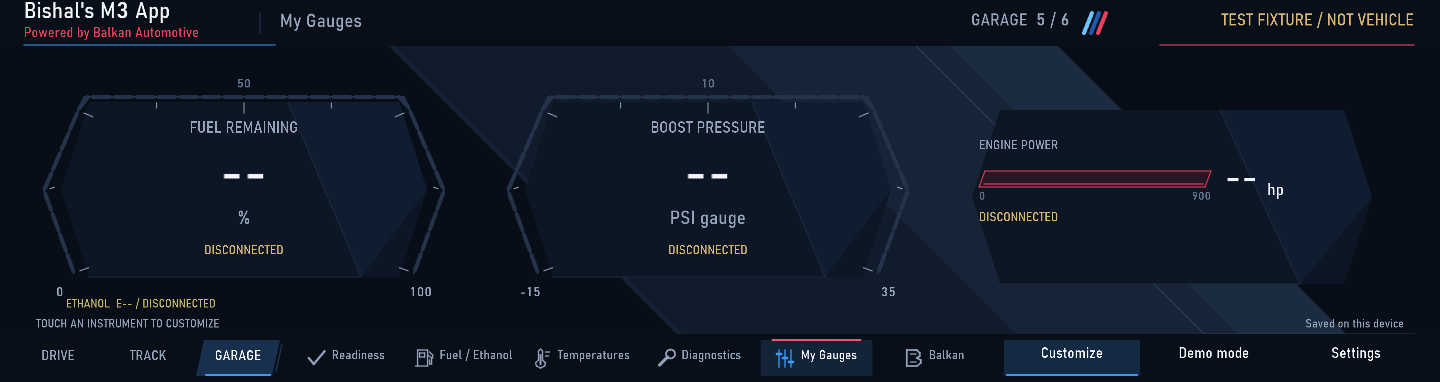 Bishal's M3 App
Powered by Balkan Automotive
My Gauges
GARAGE 5 / 6
TEST FIXTURE / NOT VEHICLE
50
FUEL REMAINING
-- 
%
DISCONNECTED
0
100
ETHANOL E-- / DISCONNECTED
TOUCH AN INSTRUMENT TO CUSTOMIZE
10
BOOST PRESSURE
--
PSI gauge
DISCONNECTED
-15
35
ENGINE POWER
-- hp
0
900
DISCONNECTED
Saved on this device
DRIVE
TRACK
GARAGE
Readiness
Fuel / Ethanol
Temperatures
Diagnostics
My Gauges
Balkan
Customize
Demo mode
Settings